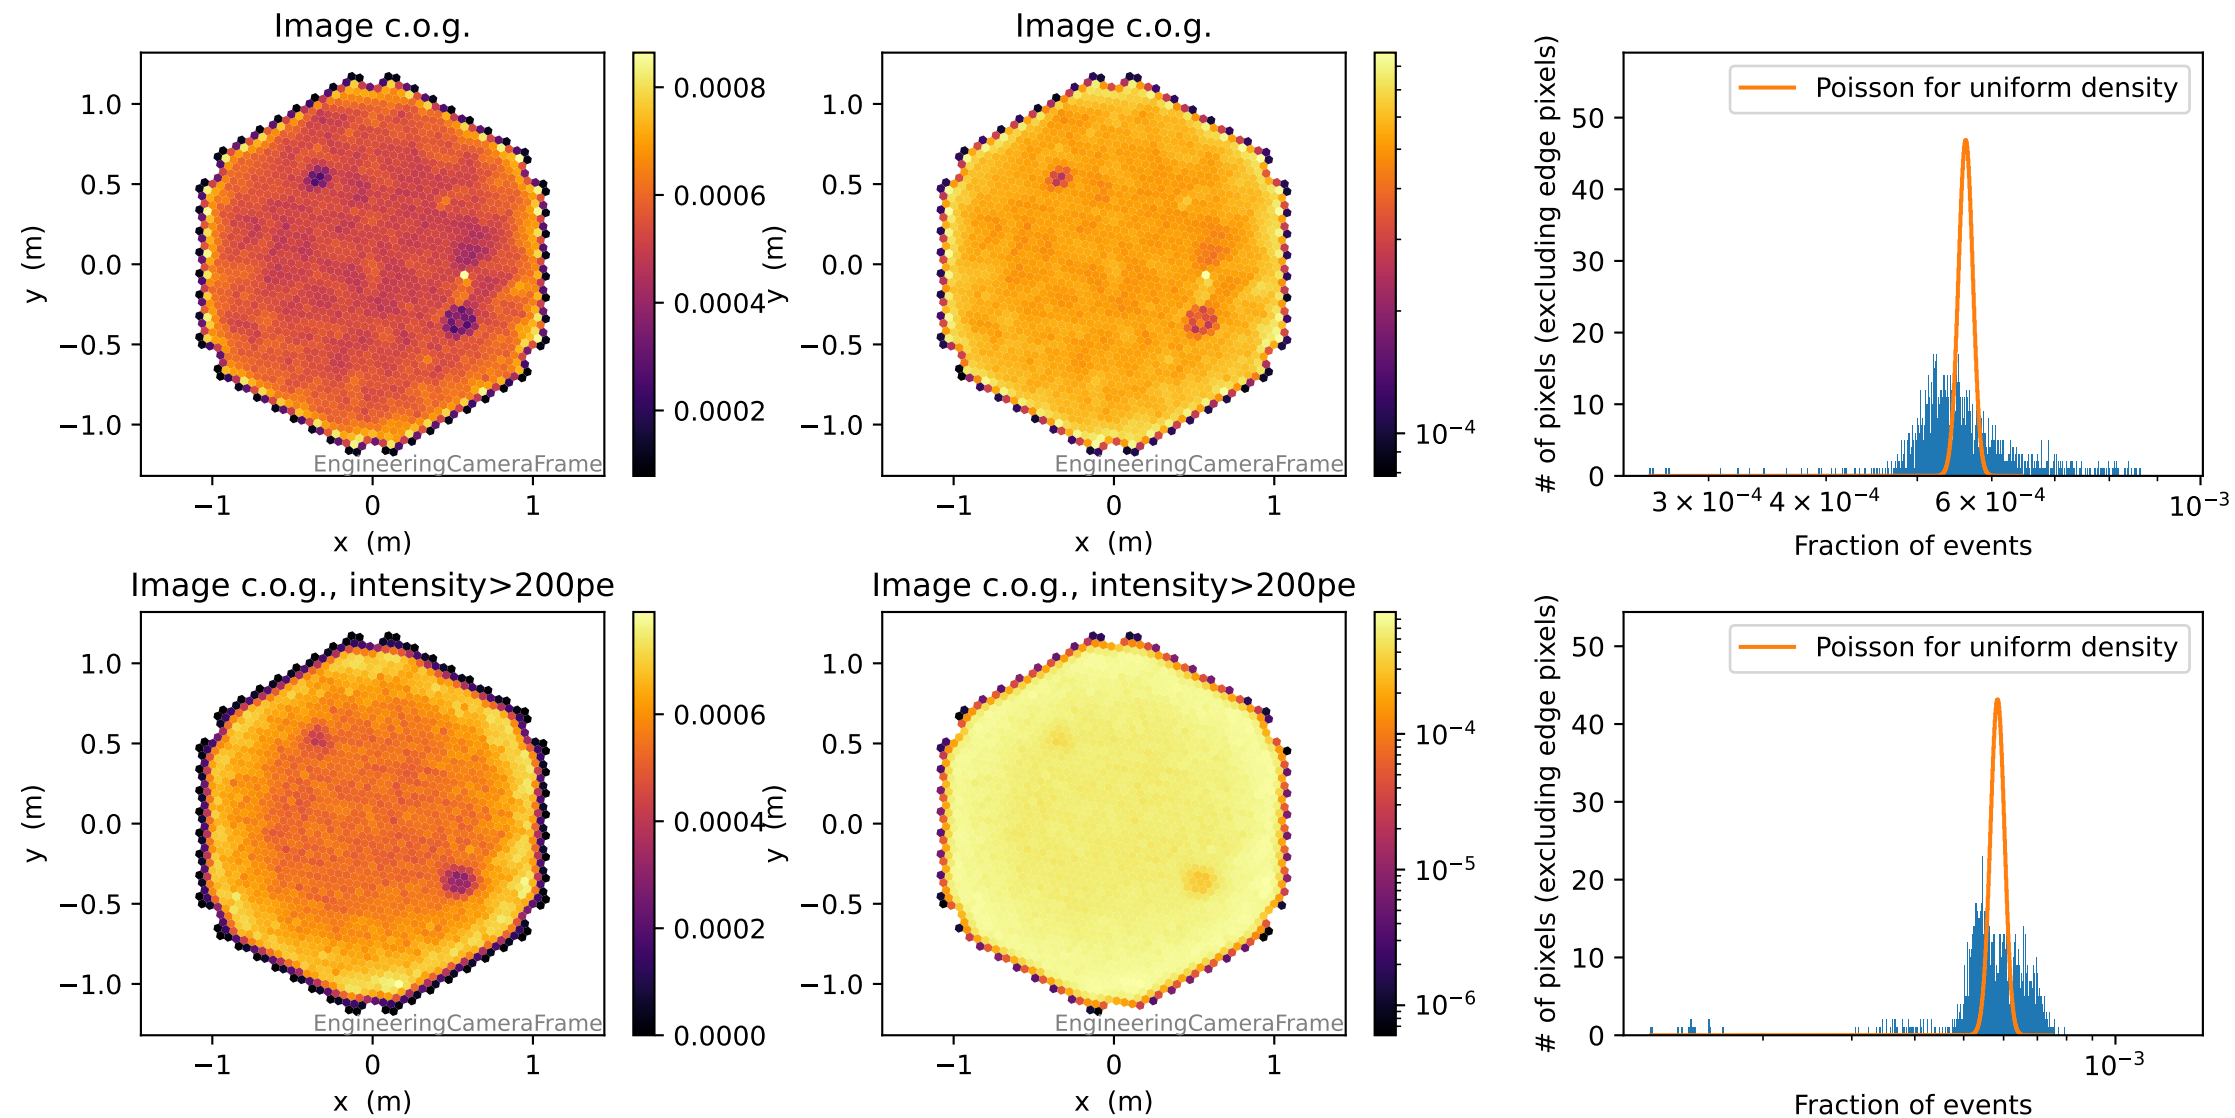 Image c.o.g.
1.0
0.5
0.0
−0.5
−1.0
y (m)
−1
0
1
x (m)
EngineeringCameraFrame
0.0008
0.0006
0.0004
0.0002
Image c.o.g.
1.0
0.5
0.0
−0.5
−1.0
y (m)
−1
0
1
x (m)
EngineeringCameraFrame
10⁻⁴
Poisson for uniform density
# of pixels (excluding edge pixels)
50
40
30
20
10
0
3 × 10⁻⁴
4 × 10⁻⁴
6 × 10⁻⁴
10⁻³
Fraction of events
Image c.o.g., intensity>200pe
1.0
0.5
0.0
−0.5
−1.0
y (m)
−1
0
1
x (m)
EngineeringCameraFrame
0.0006
0.0004
0.0002
0.0000
Image c.o.g., intensity>200pe
1.0
0.5
0.0
−0.5
−1.0
y (m)
−1
0
1
x (m)
EngineeringCameraFrame
10⁻⁴
10⁻⁵
10⁻⁶
Poisson for uniform density
# of pixels (excluding edge pixels)
50
40
30
20
10
0
10⁻³
Fraction of events